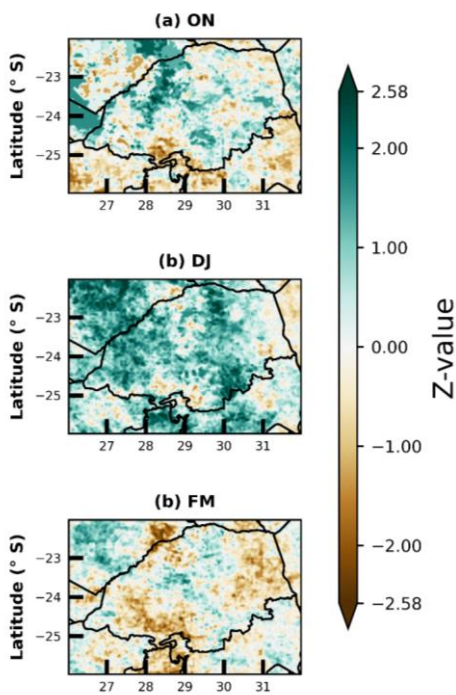 (a) ON
Latitude (° S)
−23
−24
−25
27 28 29 30 31
(b) DJ
Latitude (° S)
−23
−24
−25
27 28 29 30 31
(b) FM
Latitude (° S)
−23
−24
−25
27 28 29 30 31
2.58
2.00
1.00
0.00
−1.00
−2.00
−2.58
Z-value